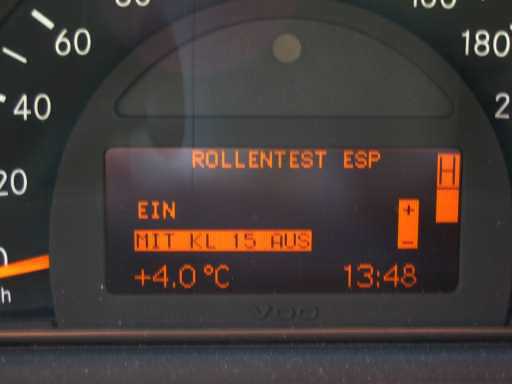 60
180
40
20
ROLLENTEST ESP
H
EIN
+
MIT KL 15 AUS
−
+4.0 °C
13:48
h
VDO